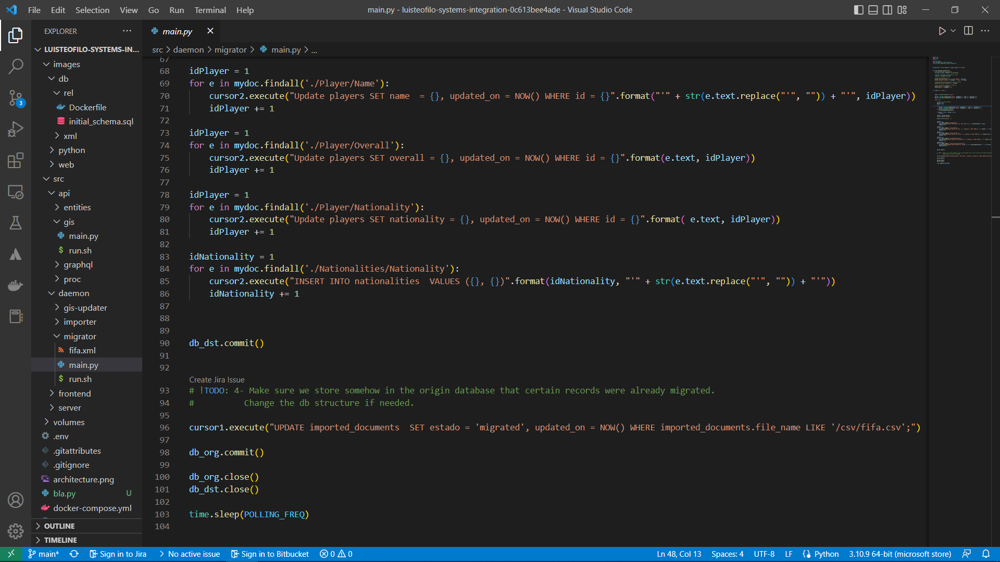 File Edit Selection View Go Run Terminal Help
main.py - luisteofilo-systems-integration-0c613bee4ade - Visual Studio Code
EXPLORER
main.py
LUISTEOFILO-SYSTEMS-IN...
src > daemon > migrator > main.py > ...
images
db
rel
Dockerfile
initial_schema.sql
xml
python
web
src
api
entities
gis
main.py
run.sh
graphql
proc
daemon
gis-updater
importer
migrator
fifa.xml
main.py
run.sh
frontend
server
volumes
.env
.gitattributes
.gitignore
architecture.png
bla.py U
docker-compose.yml
OUTLINE
TIMELINE
3
67
68 idPlayer = 1
69 for e in mydoc.findall('./Player/Name'):
70 cursor2.execute("Update players SET name  = {}, updated_on = NOW() WHERE id = {}".format("'" + str(e.text.replace("'", "")) + "'", idPlayer))
71 idPlayer += 1
72
73 idPlayer = 1
74 for e in mydoc.findall('./Player/Overall'):
75 cursor2.execute("Update players SET overall = {}, updated_on = NOW() WHERE id = {}".format(e.text, idPlayer))
76 idPlayer += 1
77
78 idPlayer = 1
79 for e in mydoc.findall('./Player/Nationality'):
80 cursor2.execute("Update players SET nationality = {}, updated_on = NOW() WHERE id = {}".format( e.text, idPlayer))
81 idPlayer += 1
82
83 idNationality = 1
84 for e in mydoc.findall('./Nationalities/Nationality'):
85 cursor2.execute("INSERT INTO nationalities  VALUES ({}, {})".format(idNationality, "'" + str(e.text.replace("'", "")) + "'"))
86 idNationality += 1
87
88
89
90 db_dst.commit()
91
92
Create Jira Issue
93 # !TODO: 4- Make sure we store somehow in the origin database that certain records were already migrated.
94 #          Change the db structure if needed.
95
96 cursor1.execute("UPDATE imported_documents  SET estado = 'migrated', updated_on = NOW() WHERE imported_documents.file_name LIKE '/csv/fifa.csv';")
97
98 db_org.commit()
99
100 db_org.close()
101 db_dst.close()
102
103 time.sleep(POLLING_FREQ)
104
main* Sign in to Jira No active issue Sign in to Bitbucket 0 0 Ln 48, Col 13 Spaces: 4 UTF-8 LF {} Python 3.10.9 64-bit (microsoft store)